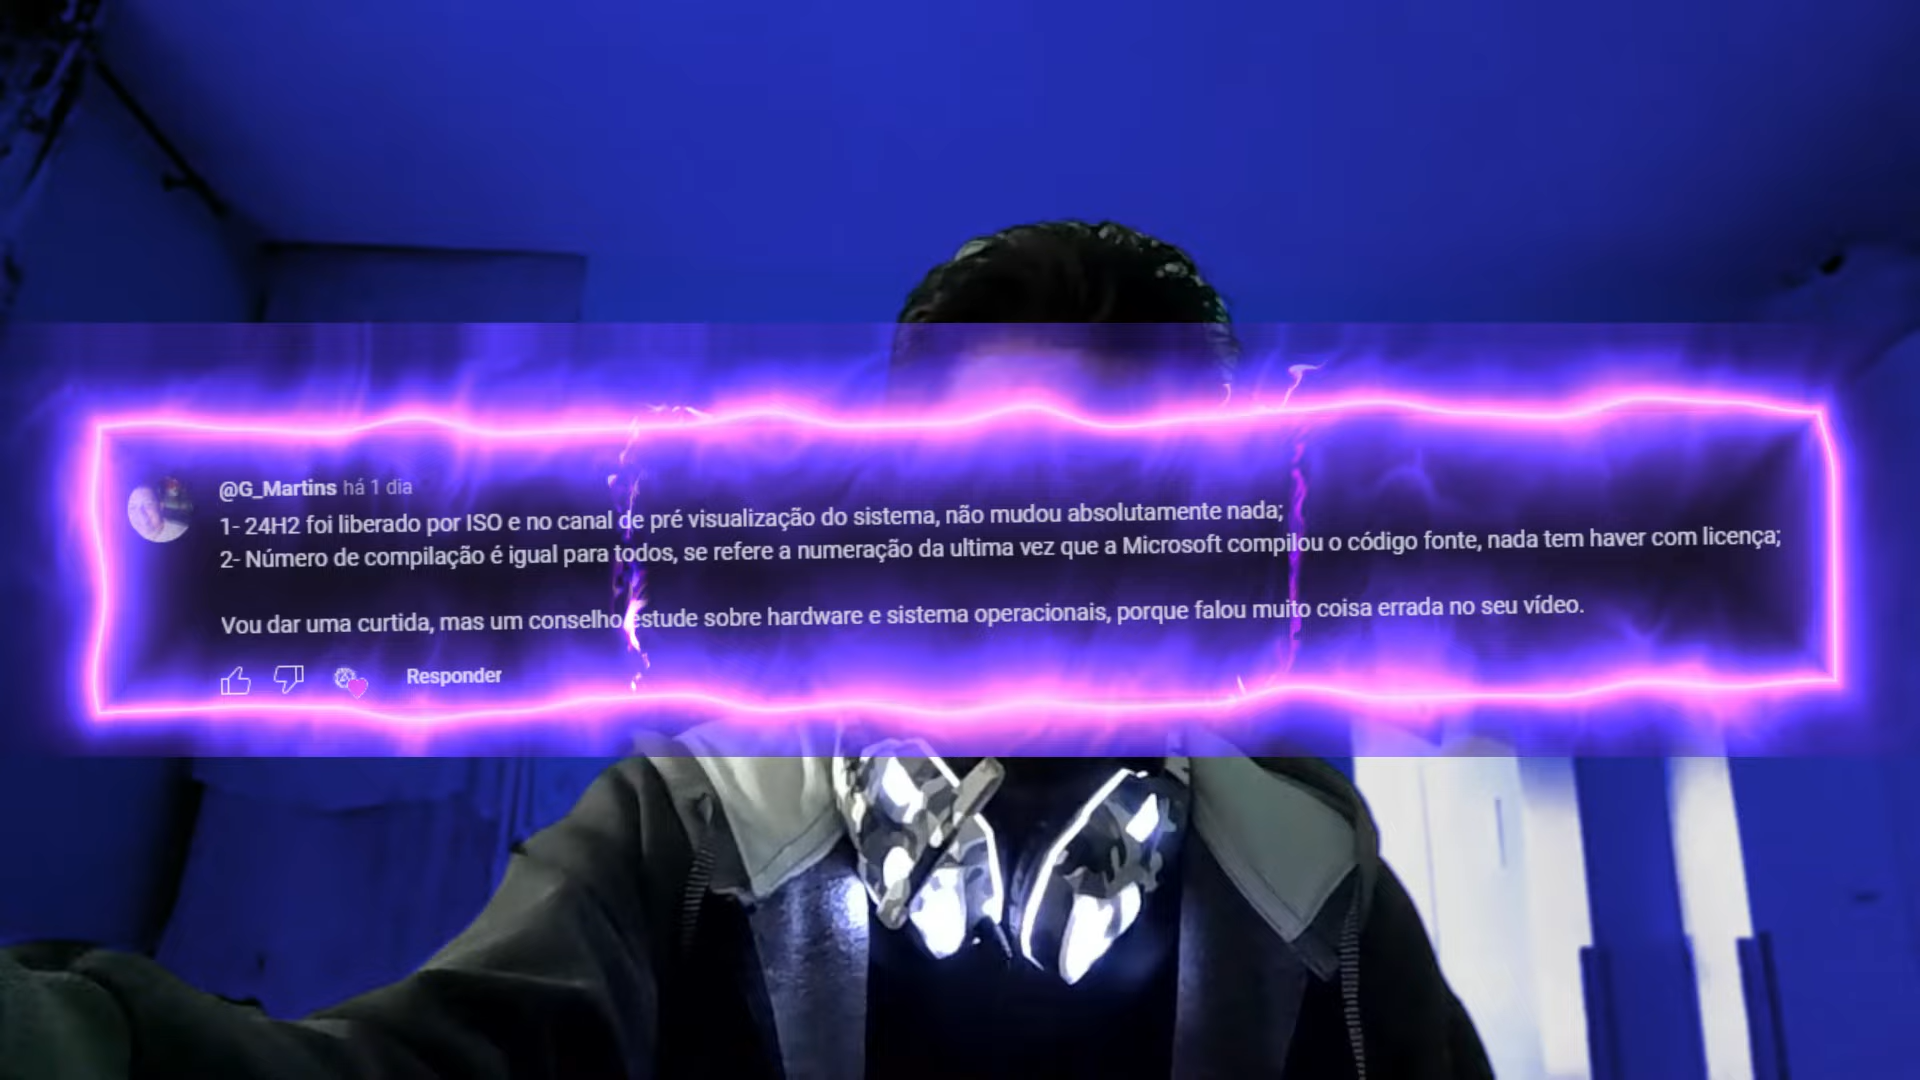 @G_Martins há 1 dia
1- 24H2 foi liberado por ISO e no canal de pré visualização do sistema, não mudou absolutamente nada;
2- Número de compilação é igual para todos, se refere a numeração da ultima vez que a Microsoft compilou o código fonte, nada tem haver com licença;
Vou dar uma curtida, mas um conselho estude sobre hardware e sistema operacionais, porque falou muito coisa errada no seu vídeo.
Responder